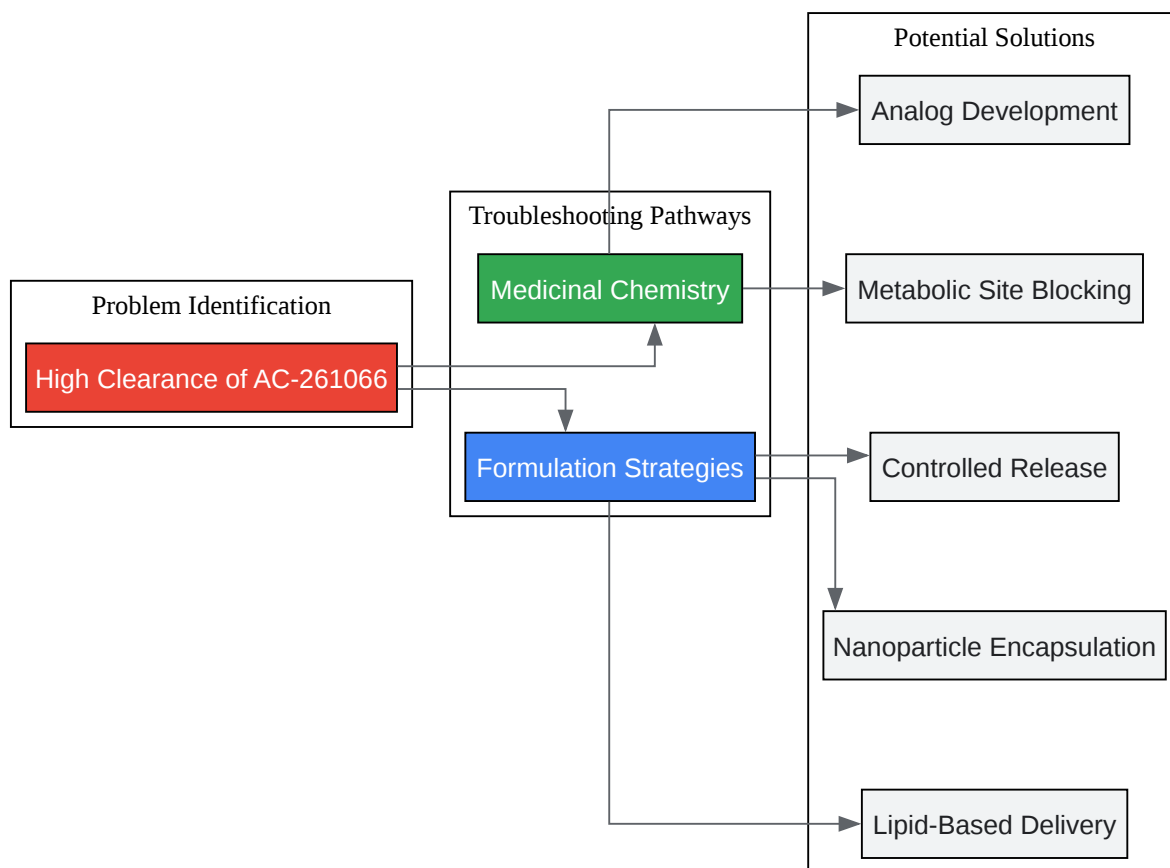 Problem Identification
High Clearance of AC-261066
Troubleshooting Pathways
Medicinal Chemistry
Formulation Strategies
Potential Solutions
Analog Development
Metabolic Site Blocking
Controlled Release
Nanoparticle Encapsulation
Lipid-Based Delivery